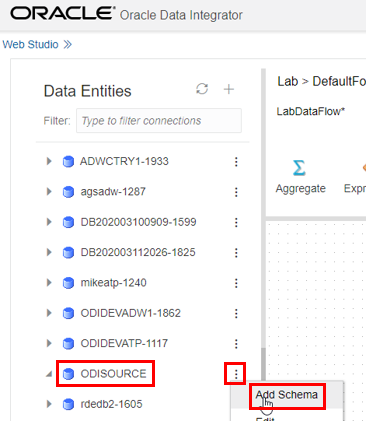 ORACLE® Oracle Data Integrator
Web Studio
Data Entities
Filter: Type to filter connections
ADWCTRY1-1933
agsadw-1287
DB202003100909-1599
DB202003112026-1825
mikeatp-1240
ODIDEVADW1-1862
ODIDEVATP-1117
ODISOURCE
rdedb2-1605
Add Schema
Edit
Lab > DefaultFo
LabDataFlow*
Aggregate
Expre